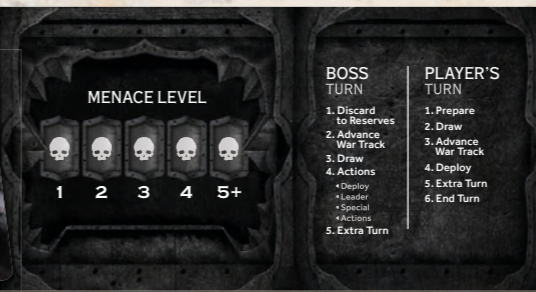 MENACE LEVEL
1 2 3 4 5+
BOSS
TURN
1. Discard
to Reserves
2. Advance
War Track
3. Draw
4. Actions
• Deploy
• Leader
• Special
• Actions
5. Extra Turn
PLAYER'S
TURN
1. Prepare
2. Draw
3. Advance
War Track
4. Deploy
5. Extra Turn
6. End Turn